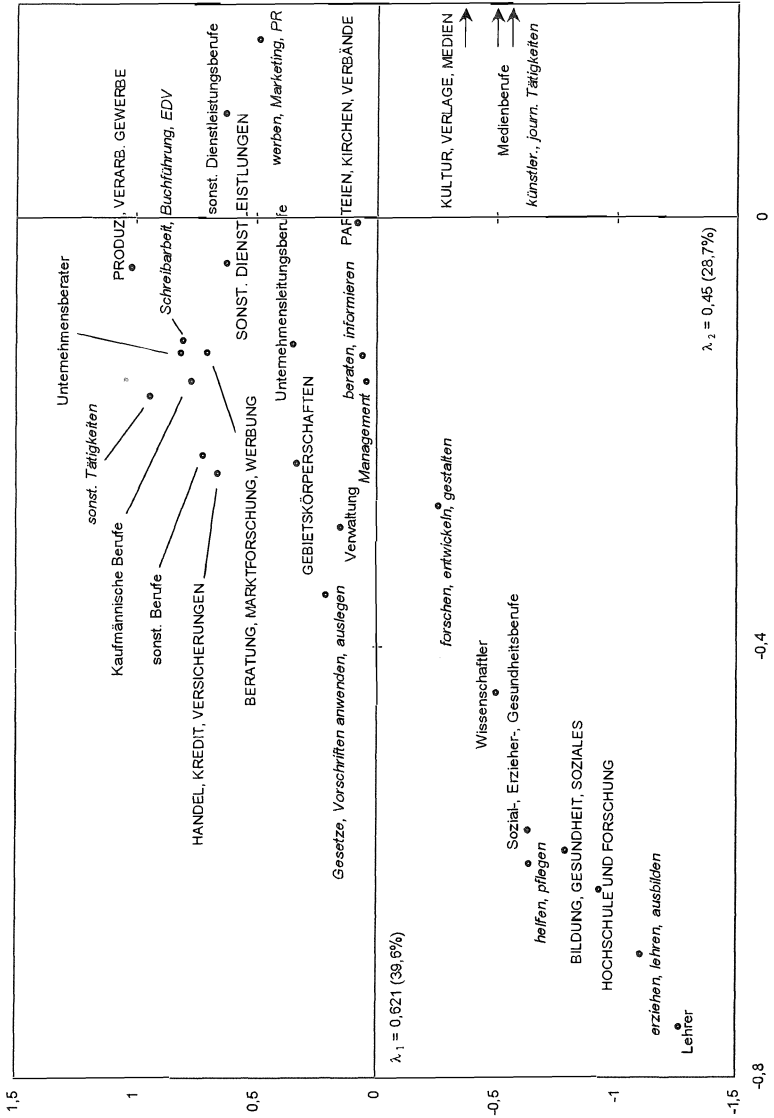 1,5
1
0,5
0
-0,5
-1
-1,5
0
-0,4
-0,8
Unternehmensberater
PRODUZ., VERARB. GEWERBE
Schreibarbeit, Buchführung, EDV
sonst. Dienstleistungsberufe
werben, Marketing, PR
sonst. Tätigkeiten
Kaufmännische Berufe
sonst. Berufe
HANDEL, KREDIT, VERSICHERUNGEN
BERATUNG, MARKTFORSCHUNG, WERBUNG
SONST. DIENSTLEISTLUNGEN
Unternehmensleitungsberufe
GEBIETSKÖRPERSCHAFTEN
PARTEIEN, KIRCHEN, VERBÄNDE
beraten, informieren
Management
Verwaltung
Gesetze, Vorschriften anwenden, auslegen
KULTUR, VERLAGE, MEDIEN
Medienberufe
künstler., journ. Tätigkeiten
forschen, entwickeln, gestalten
Wissenschaftler
Sozial-, Erzieher-, Gesundheitsberufe
helfen, pflegen
BILDUNG, GESUNDHEIT, SOZIALES
HOCHSCHULE UND FORSCHUNG
erziehen, lehren, ausbilden
Lehrer
λ 1 = 0,621 (39,6%)
λ 2 = 0,45 (28,7%)